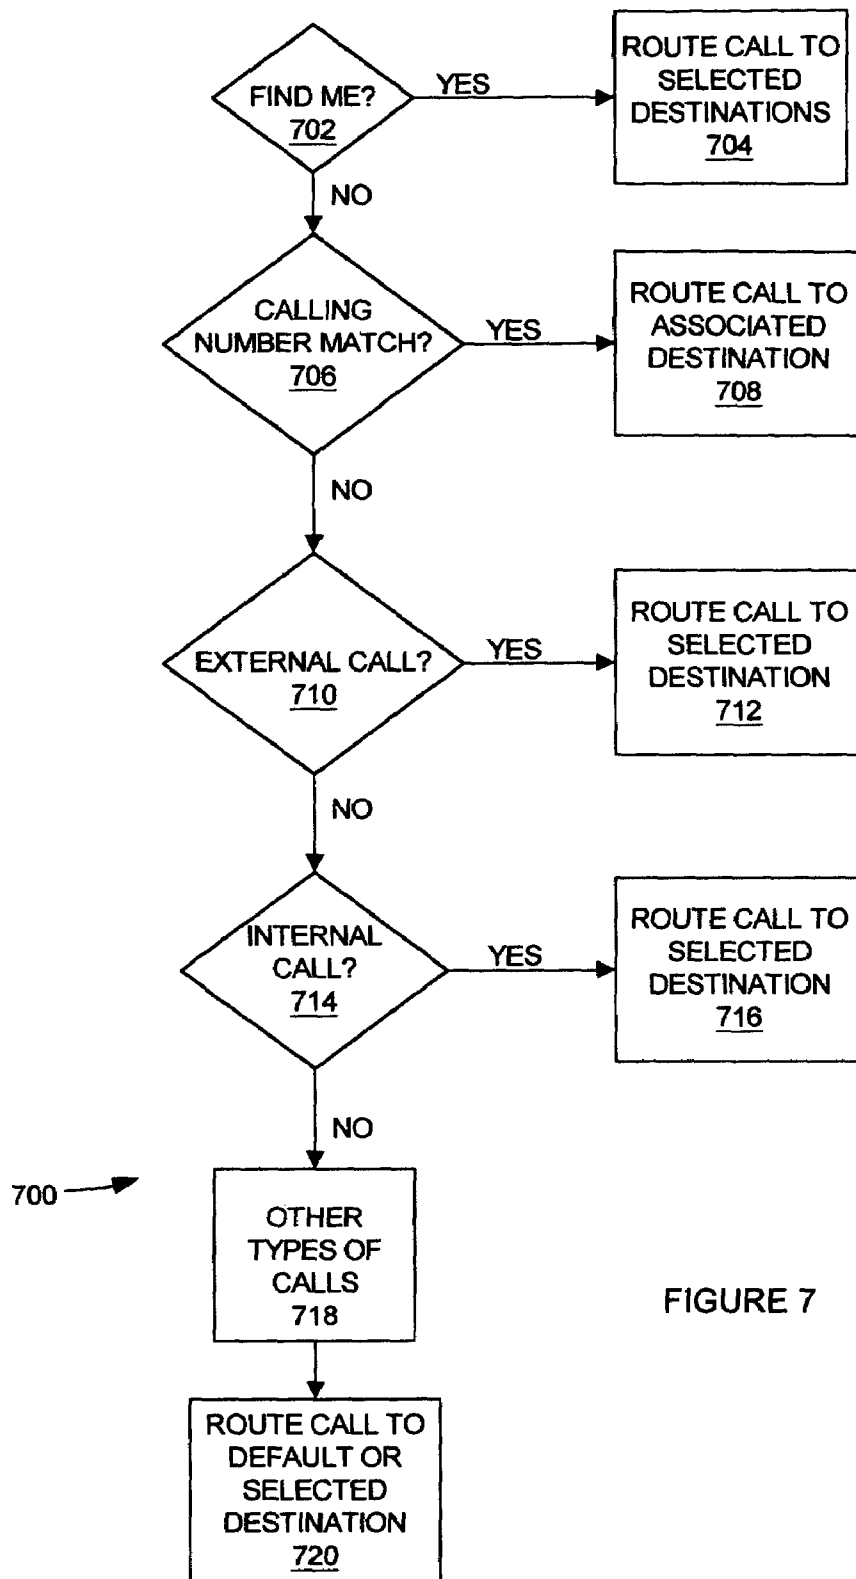 FIND ME?
702
YES
ROUTE CALL TO
SELECTED
DESTINATIONS
704
NO
CALLING
NUMBER MATCH?
706
YES
ROUTE CALL TO
ASSOCIATED
DESTINATION
708
NO
EXTERNAL CALL?
710
YES
ROUTE CALL TO
SELECTED
DESTINATION
712
NO
INTERNAL
CALL?
714
YES
ROUTE CALL TO
SELECTED
DESTINATION
716
NO
700
OTHER
TYPES OF
CALLS
718
FIGURE 7
ROUTE CALL TO
DEFAULT OR
SELECTED
DESTINATION
720